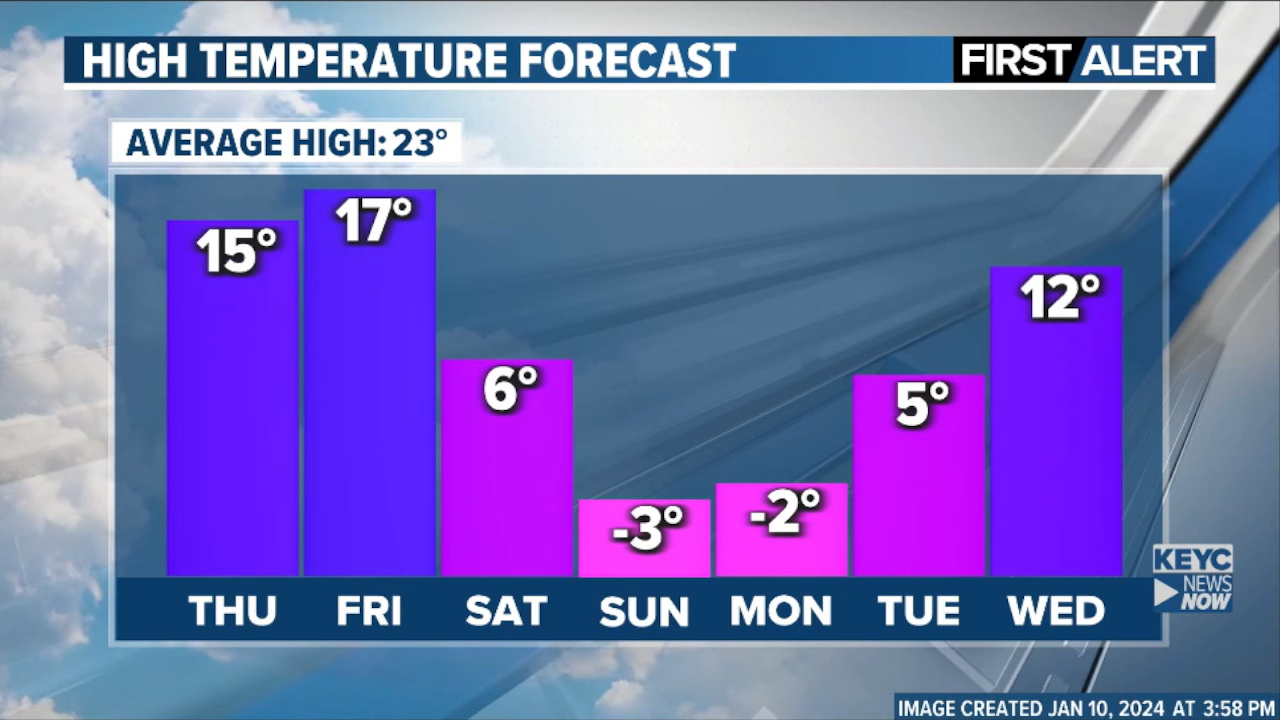 HIGH TEMPERATURE FORECAST
FIRST ALERT
AVERAGE HIGH: 23°
15° 17° 6° -3° -2° 5° 12°
THU FRI SAT SUN MON TUE WED
KEYC
NEWS
NOW
IMAGE CREATED JAN 10, 2024 AT 3:58 PM